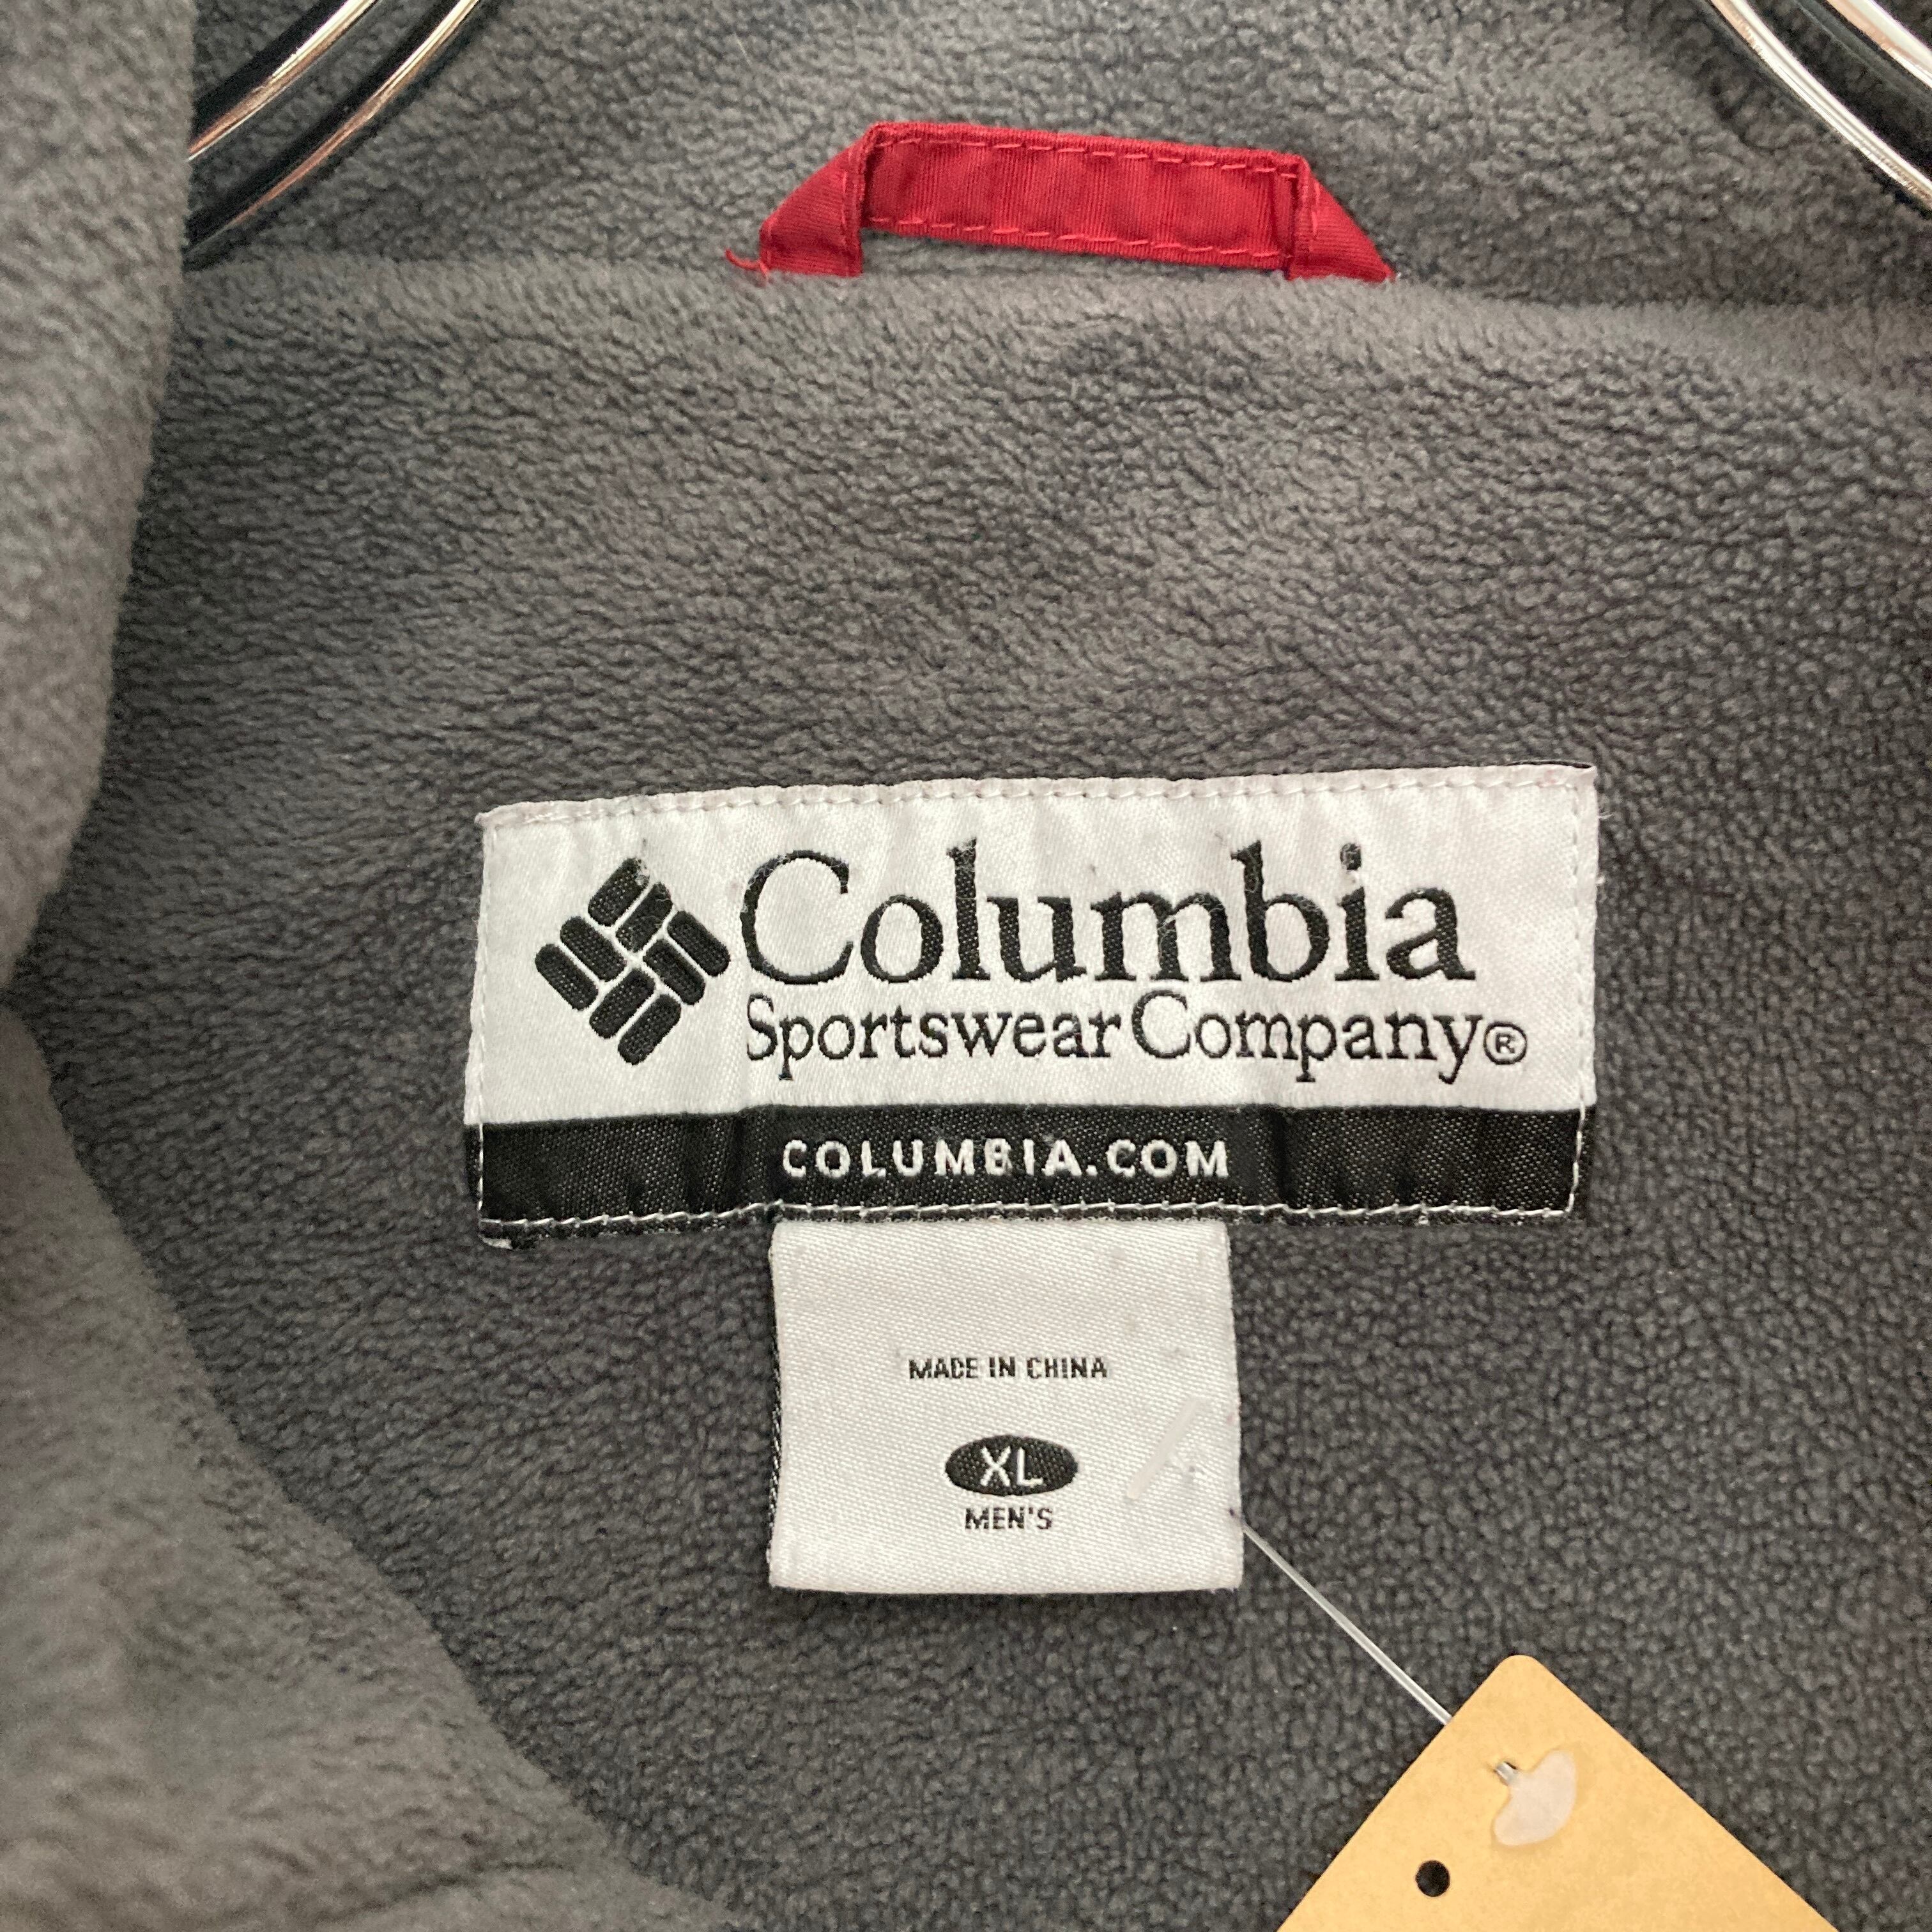 Columbia
Sportswear Company®
COLUMBIA.COM
MADE IN CHINA
XL
MEN'S